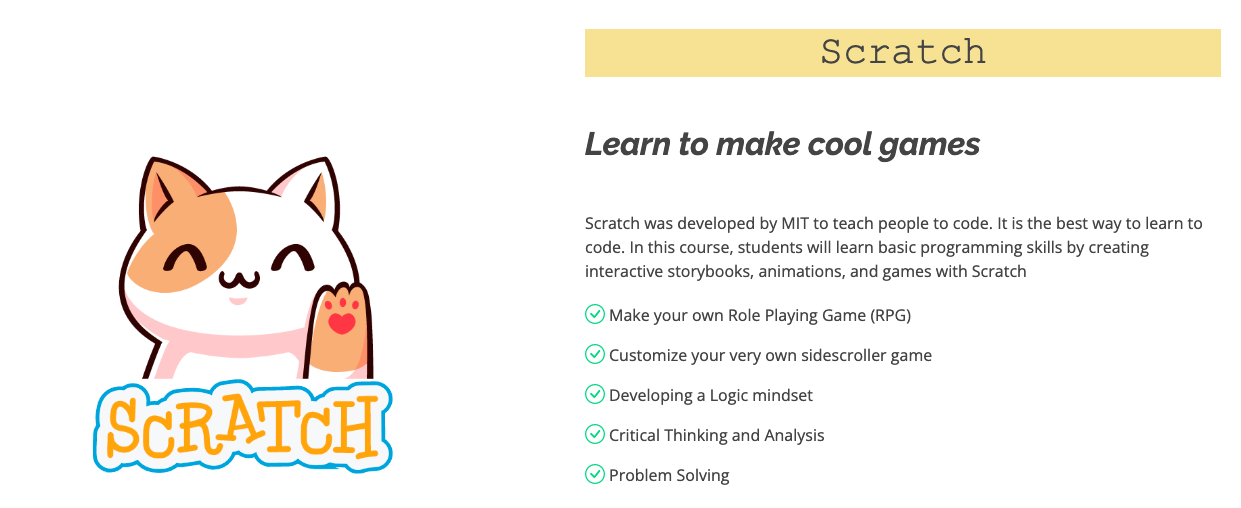 Scratch
Learn to make cool games
Scratch was developed by MIT to teach people to code. It is the best way to learn to
code. In this course, students will learn basic programming skills by creating
interactive storybooks, animations, and games with Scratch
Make your own Role Playing Game (RPG)
Customize your very own sidescroller game
Developing a Logic mindset
Critical Thinking and Analysis
Problem Solving
SCRATCH